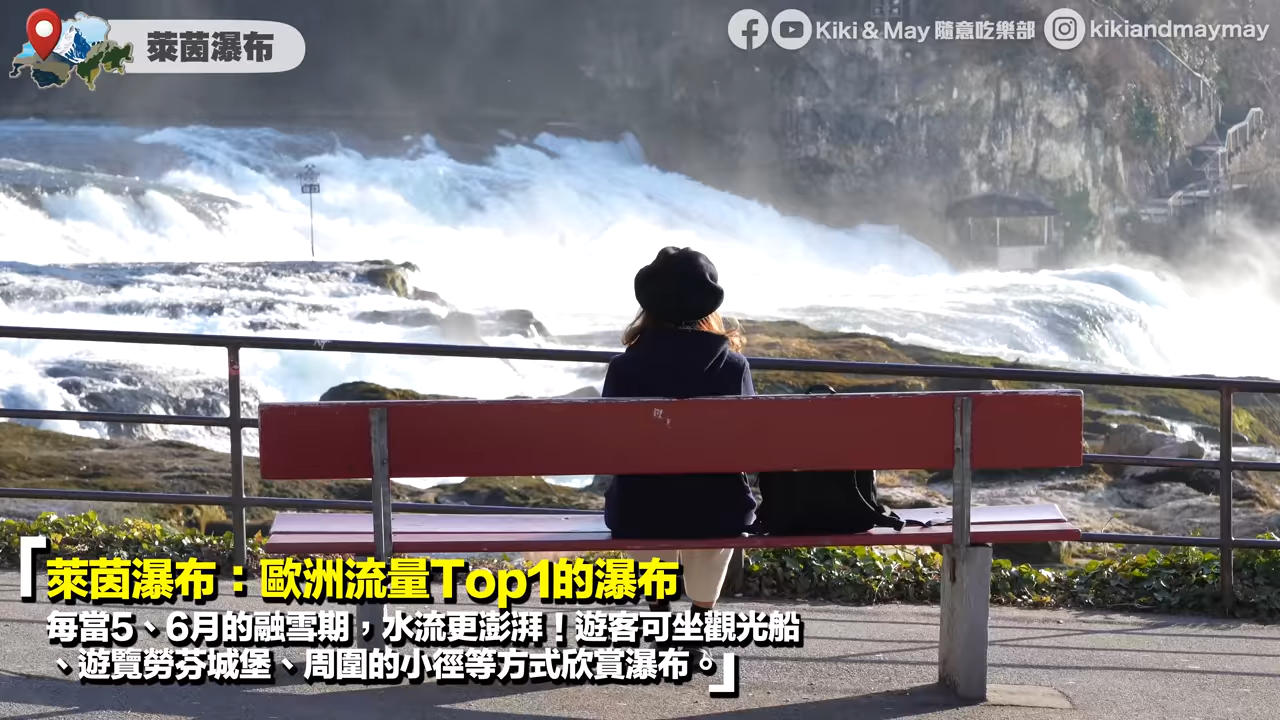 萊茵瀑布
Kiki & May 隨意吃樂部
kikiandmaymay
「萊茵瀑布：歐洲流量Top1的瀑布
每當5、6月的融雪期，水流更澎湃！遊客可坐觀光船
、遊覽勞芬城堡、周圍的小徑等方式欣賞瀑布。」